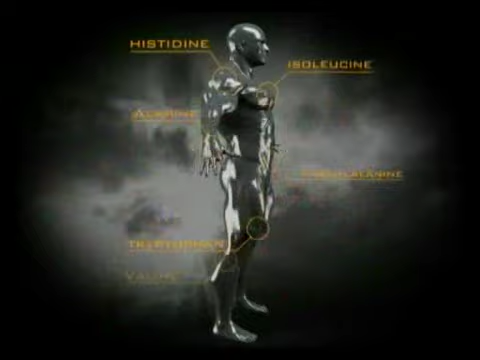 HISTIDINE
ISOLEUCINE
ALANINE
PHENYLALANINE
TRYPTOPHAN
VALINE